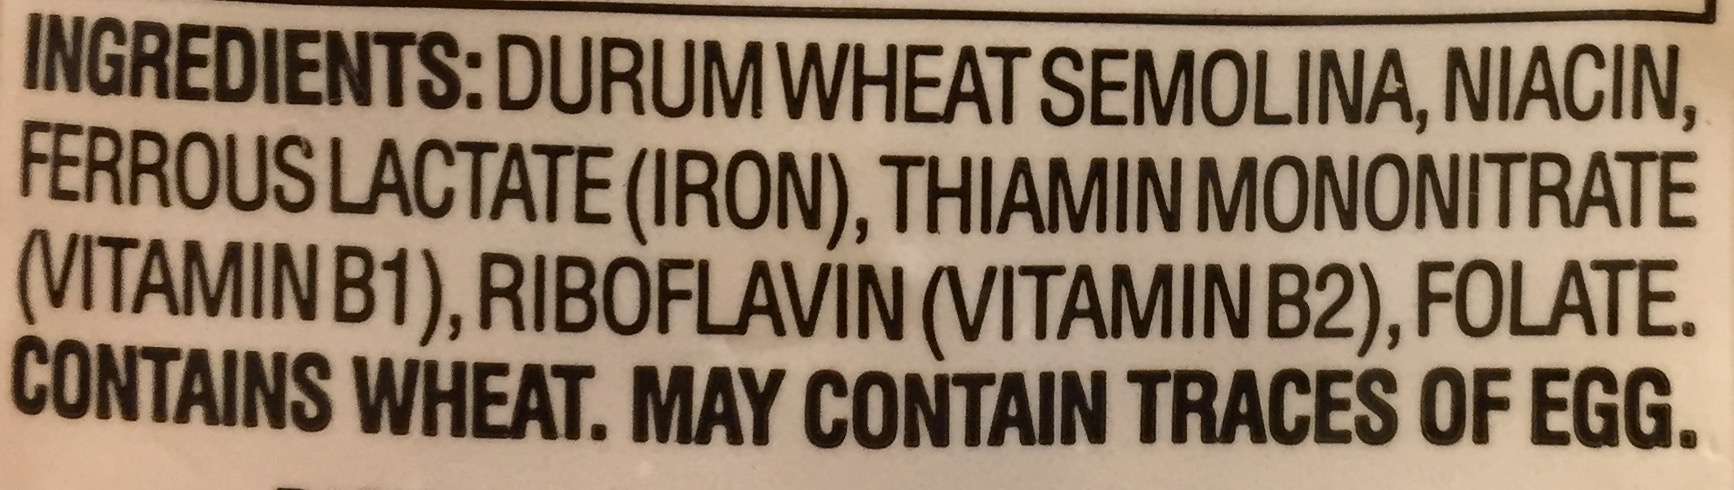 INGREDIENTS: DURUM WHEAT SEMOLINA, NIACIN,
FERROUS LACTATE (IRON), THIAMIN MONONITRATE
(VITAMIN B1), RIBOFLAVIN (VITAMIN B2), FOLATE.
CONTAINS WHEAT. MAY CONTAIN TRACES OF EGG.